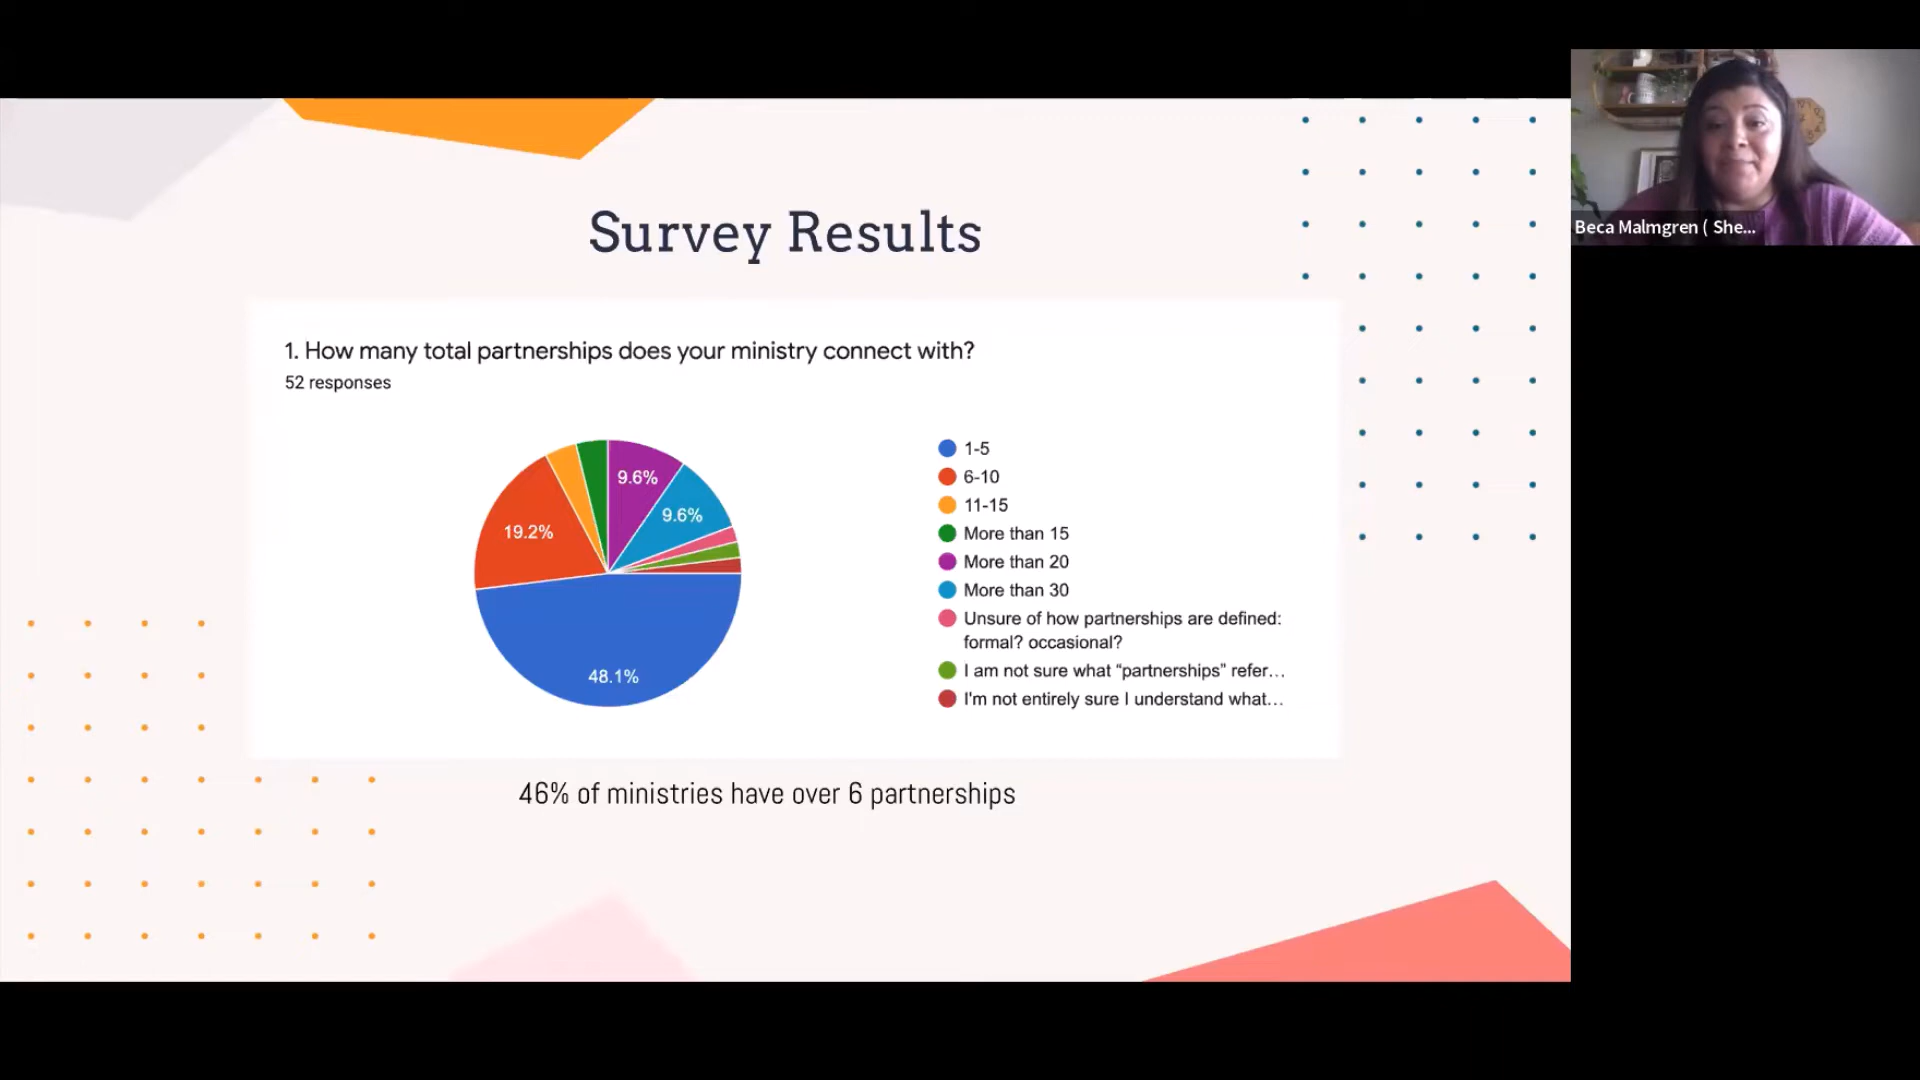 Survey Results
1. How many total partnerships does your ministry connect with?
52 responses
9.6%
9.6%
19.2%
48.1%
1-5
6-10
11-15
More than 15
More than 20
More than 30
Unsure of how partnerships are defined:
formal? occasional?
I am not sure what “partnerships” refer…
I'm not entirely sure I understand what…
46% of ministries have over 6 partnerships
Beca Malmgren ( She...